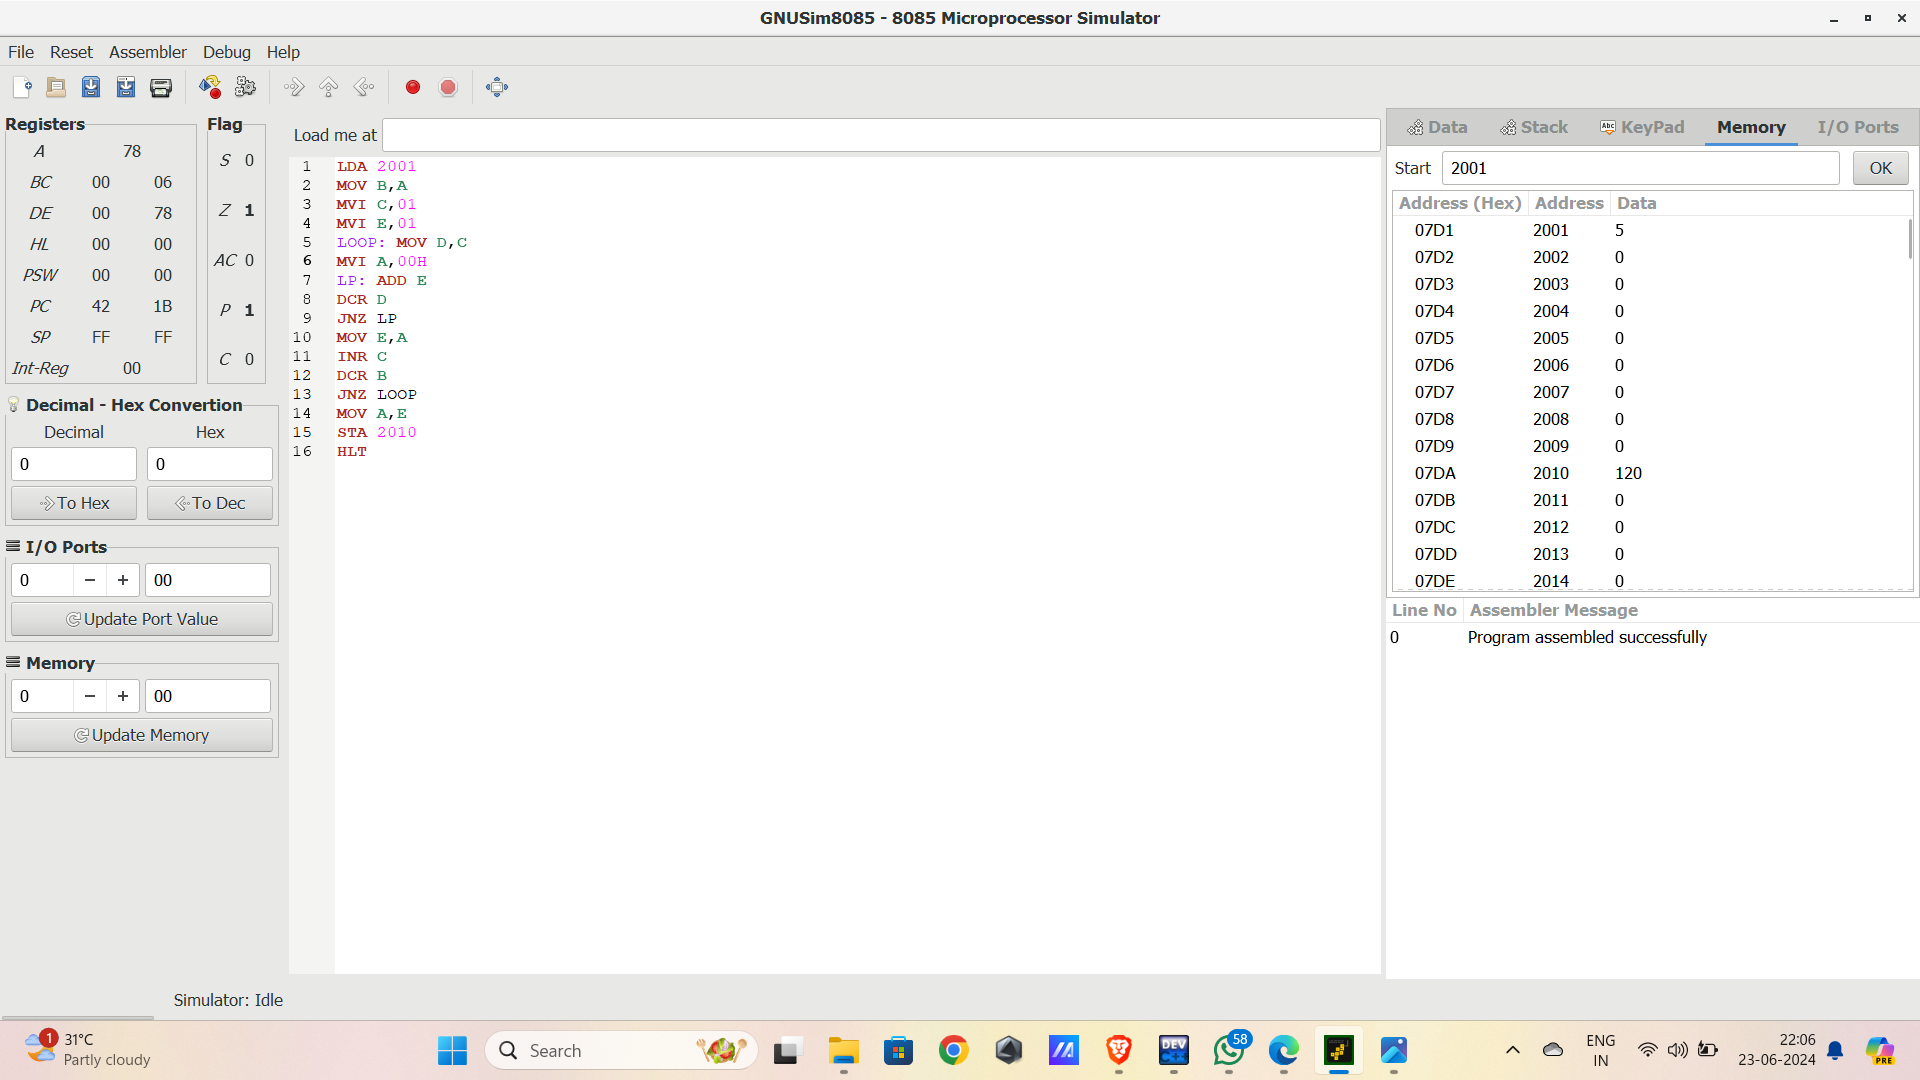 GNUSim8085 - 8085 Microprocessor Simulator
File Reset Assembler Debug Help
Registers
A 78
BC 00 06
DE 00 78
HL 00 00
PSW 00 00
PC 42 1B
SP FF FF
Int-Reg 00
Flag
S 0
Z 1
AC 0
P 1
C 0
Decimal - Hex Convertion
Decimal Hex
0 0
To Hex To Dec
I/O Ports
0 − + 00
Update Port Value
Memory
0 − + 00
Update Memory
Load me at
1 LDA 2001
2 MOV B,A
3 MVI C,01
4 MVI E,01
5 LOOP: MOV D,C
6 MVI A,00H
7 LP: ADD E
8 DCR D
9 JNZ LP
10 MOV E,A
11 INR C
12 DCR B
13 JNZ LOOP
14 MOV A,E
15 STA 2010
16 HLT
Data Stack Abc KeyPad Memory I/O Ports
Start 2001 OK
Address (Hex) Address Data
07D1 2001 5
07D2 2002 0
07D3 2003 0
07D4 2004 0
07D5 2005 0
07D6 2006 0
07D7 2007 0
07D8 2008 0
07D9 2009 0
07DA 2010 120
07DB 2011 0
07DC 2012 0
07DD 2013 0
07DE 2014 0
Line No Assembler Message
0 Program assembled successfully
Simulator: Idle
1 31°C
Partly cloudy
Search
DEV
58
ENG
IN
22:06
23-06-2024
PRE